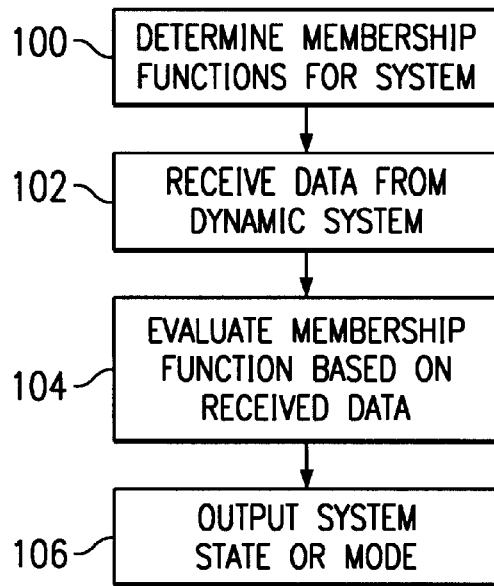 100
DETERMINE MEMBERSHIP
FUNCTIONS FOR SYSTEM
102
RECEIVE DATA FROM
DYNAMIC SYSTEM
104
EVALUATE MEMBERSHIP
FUNCTION BASED ON
RECEIVED DATA
106
OUTPUT SYSTEM
STATE OR MODE